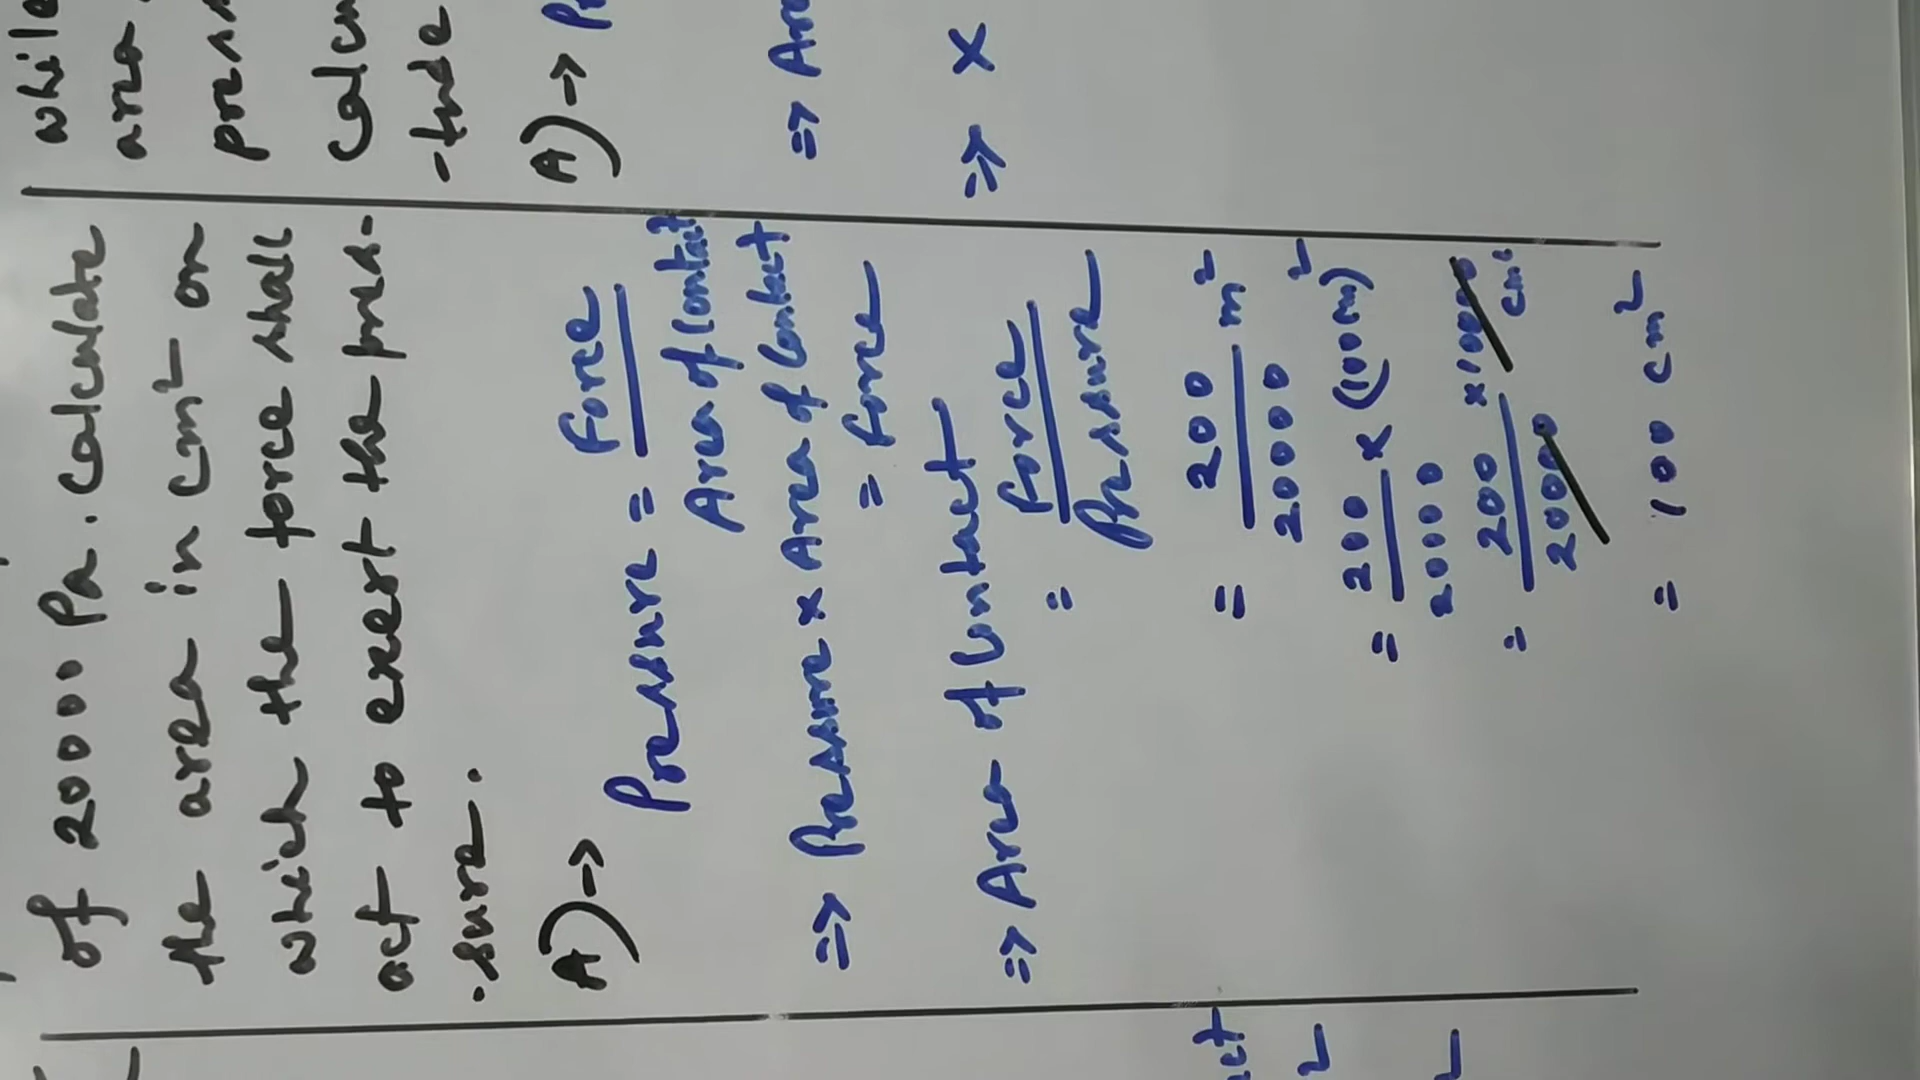 of 20000 Pa. Calculate
the area in cm² on
which the force shall
act to exert the pres-
-sure.
A)→
Pressure = Force
Area of Contact
⇒ Pressure × Area of Contact
= Force
⇒ Area of Contact
= Force
Pressure
= 200 m²
20000
= 200 × (100cm)²
20000
= 200 × 10000 cm²
20000
= 100 cm²
while
area
calcu
-tude
A)→ Pr
⇒ Are
⇒ x